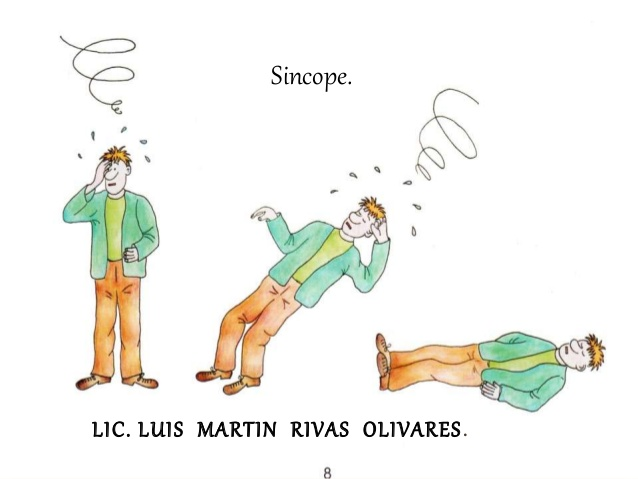 Sincope.
LIC. LUIS MARTIN RIVAS OLIVARES.
8